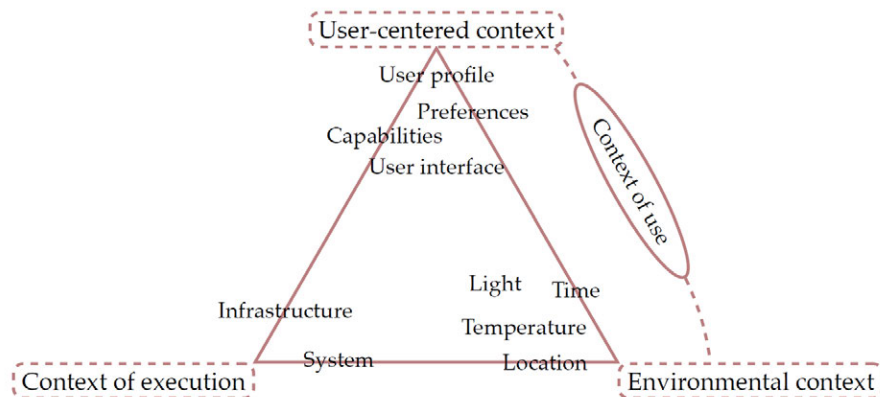 User-centered context
User profile
Preferences
Capabilities
User interface
Context of use
Light
Time
Infrastructure
Temperature
System
Location
Context of execution
Environmental context